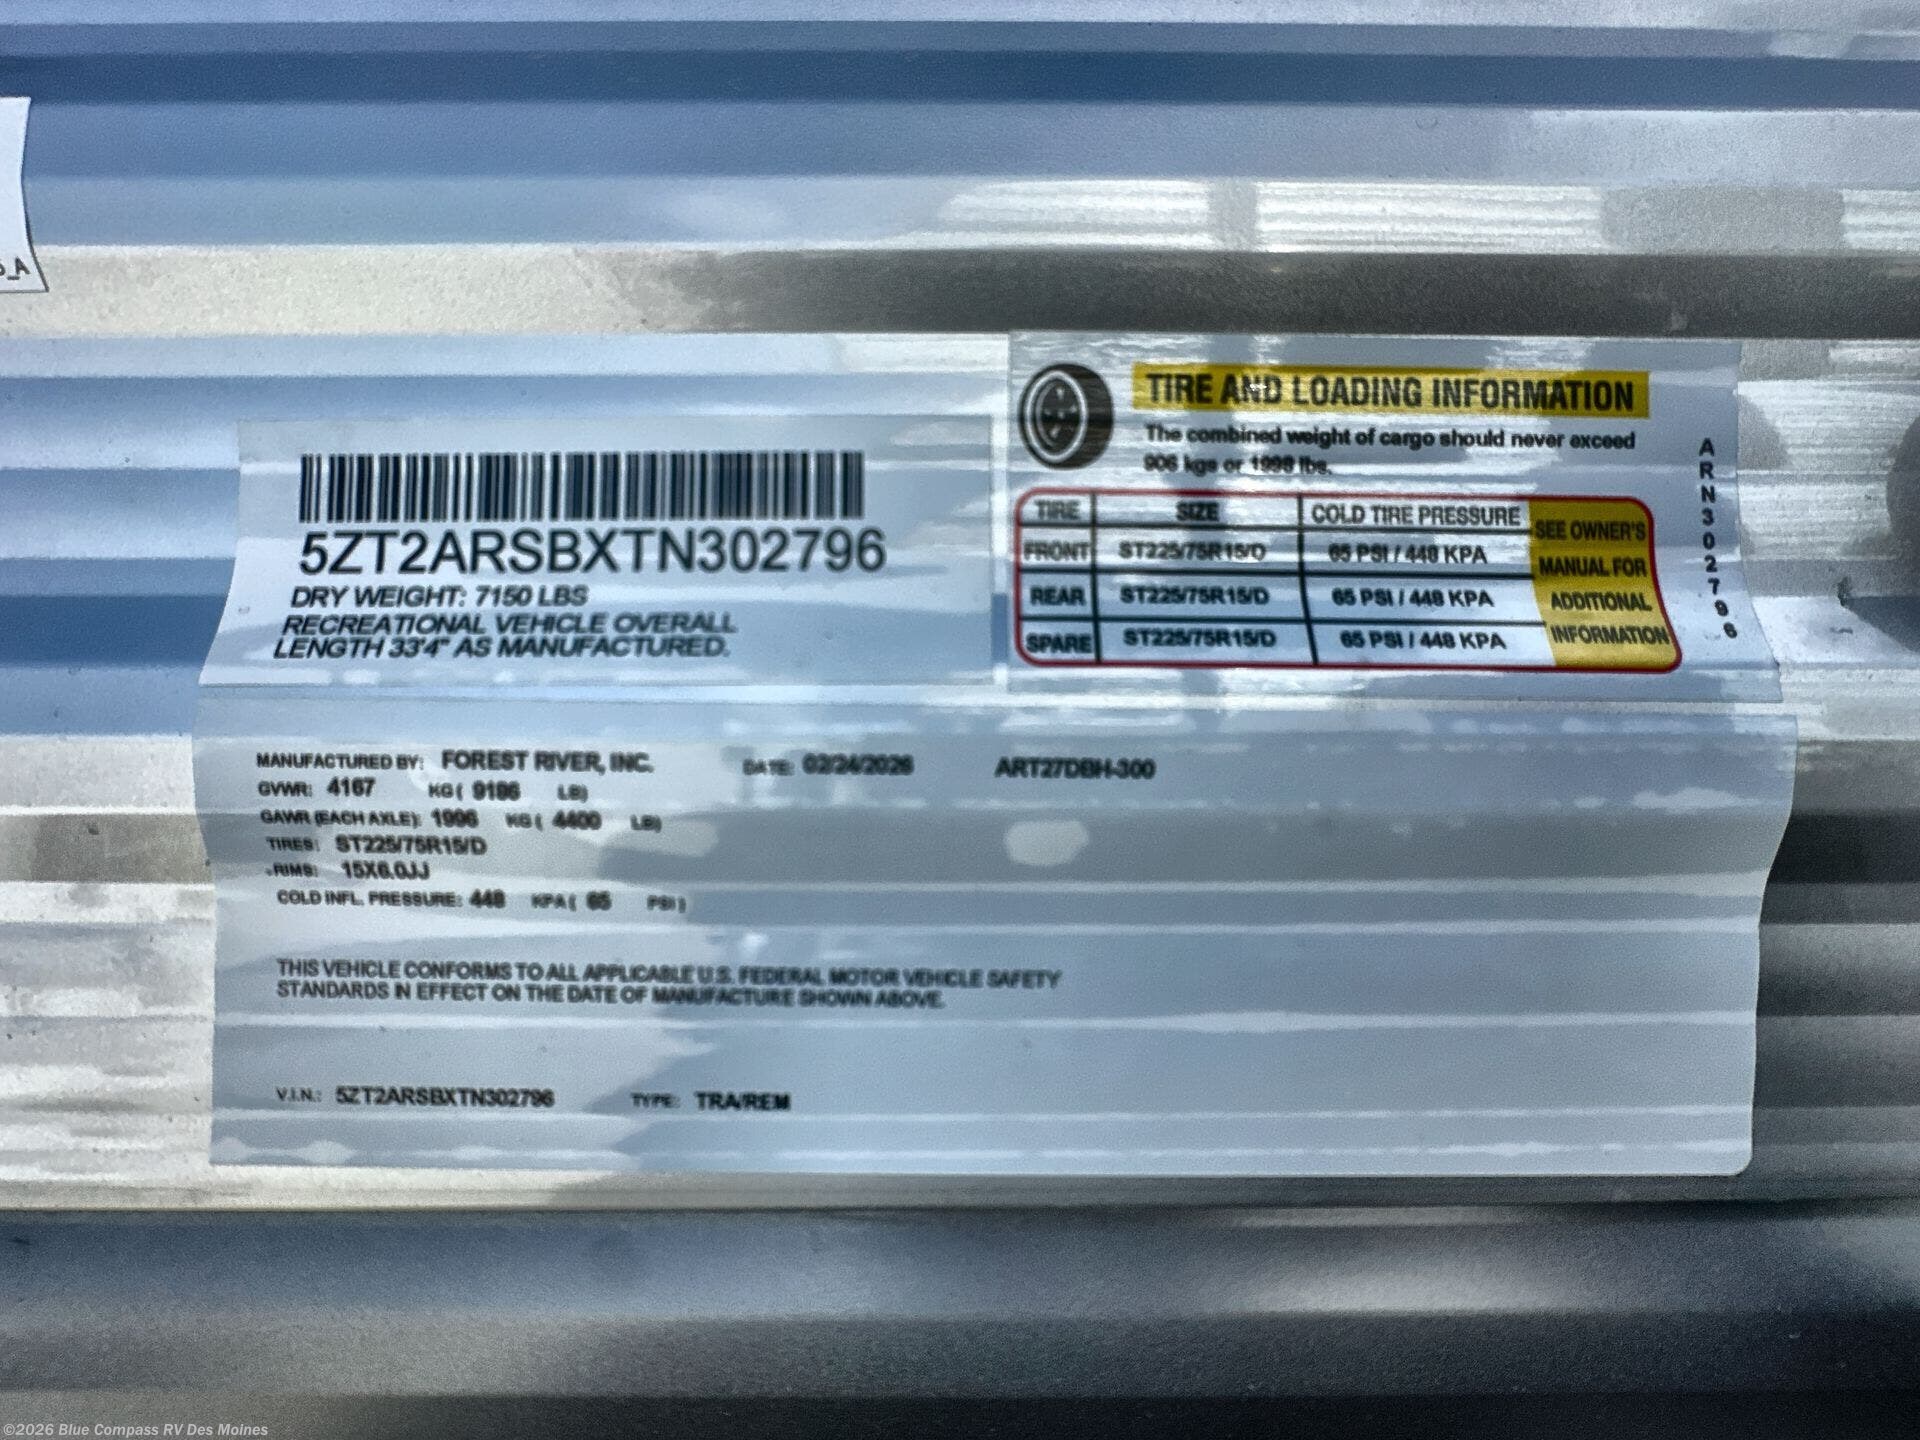 5_A
5ZT2ARSBXTN302796
DRY WEIGHT: 7150 LBS
RECREATIONAL VEHICLE OVERALL
LENGTH 33'4" AS MANUFACTURED.
TIRE AND LOADING INFORMATION
The combined weight of cargo should never exceed
906 kgs or 1998 lbs.
TIRE SIZE COLD TIRE PRESSURE
FRONT ST225/75R15/D 65 PSI / 448 KPA
REAR ST225/75R15/D 65 PSI / 448 KPA
SPARE ST225/75R15/D 65 PSI / 448 KPA
SEE OWNER'S
MANUAL FOR
ADDITIONAL
INFORMATION
ARN302796
MANUFACTURED BY: FOREST RIVER, INC. DATE: 02/24/2026 ART27DBH-300
GVWR: 4167 KG ( 9186 LB)
GAWR (EACH AXLE): 1996 KG ( 4400 LB)
TIRES: ST225/75R15/D
RIMS: 15X6.0JJ
COLD INFL. PRESSURE: 448 KPA ( 65 PSI )
THIS VEHICLE CONFORMS TO ALL APPLICABLE U.S. FEDERAL MOTOR VEHICLE SAFETY
STANDARDS IN EFFECT ON THE DATE OF MANUFACTURE SHOWN ABOVE.
V.I.N.: 5ZT2ARSBXTN302796 TYPE: TRA/REM
©2026 Blue Compass RV Des Moines